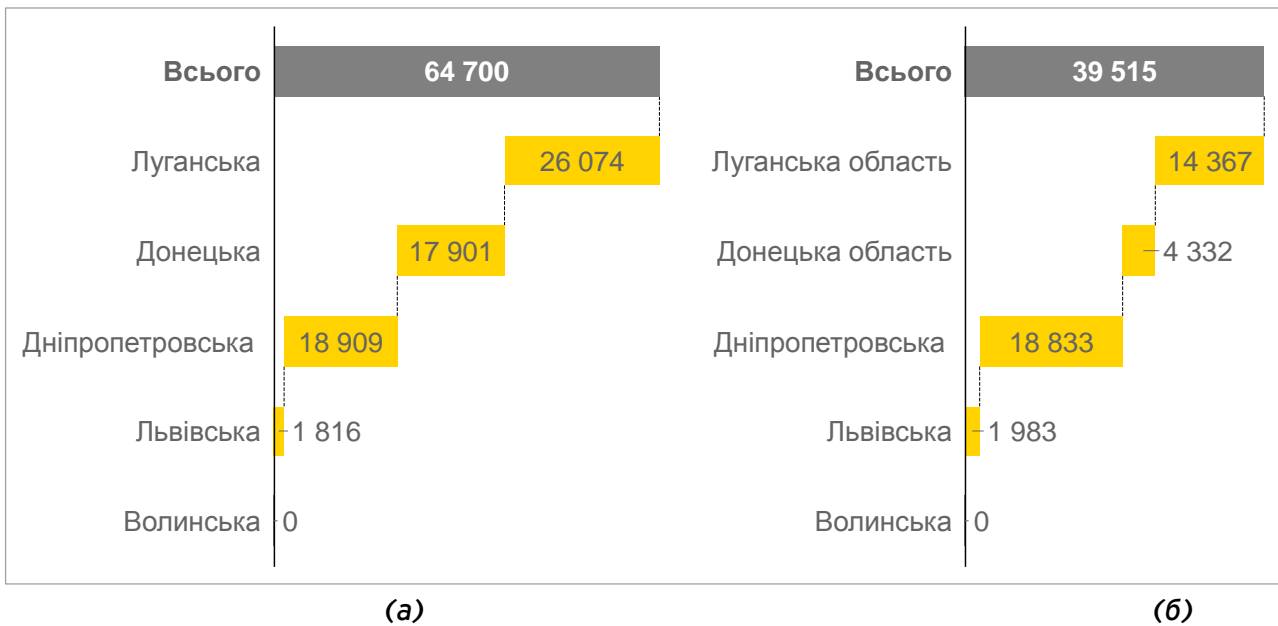 Всього 64 700
Луганська 26 074
Донецька 17 901
Дніпропетровська 18 909
Львівська 1 816
Волинська 0
(а)
Всього 39 515
Луганська область 14 367
Донецька область 4 332
Дніпропетровська 18 833
Львівська 1 983
Волинська 0
(б)